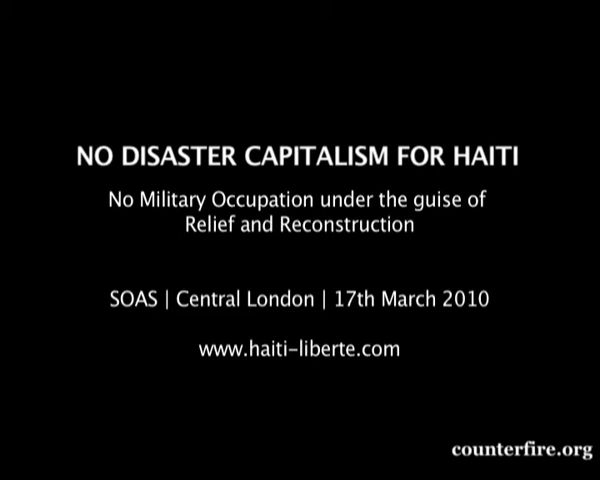 NO DISASTER CAPITALISM FOR HAITI
No Military Occupation under the guise of
Relief and Reconstruction
SOAS | Central London | 17th March 2010
www.haiti-liberte.com
counterfire.org